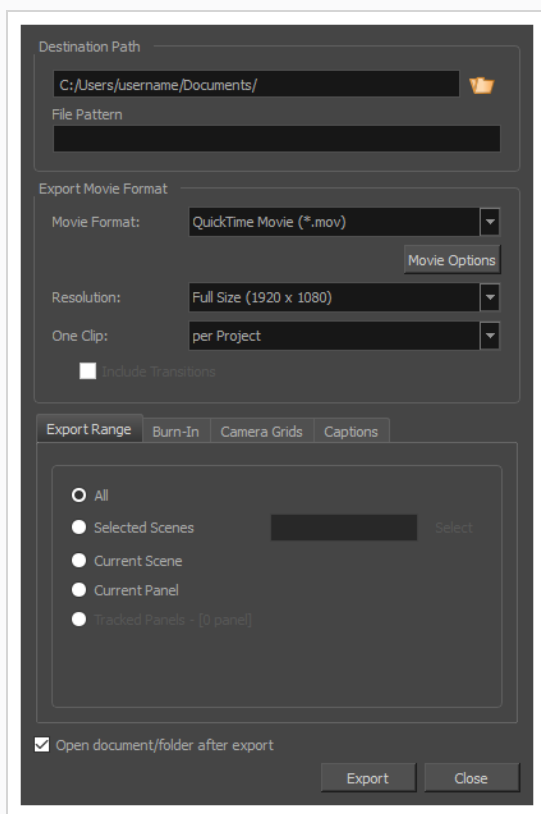 Destination Path
C:/Users/username/Documents/
File Pattern
Export Movie Format
Movie Format: QuickTime Movie (*.mov)
Movie Options
Resolution: Full Size (1920 x 1080)
One Clip: per Project
Include Transitions
Export Range Burn-In Camera Grids Captions
All
Selected Scenes Select
Current Scene
Current Panel
Tracked Panels - [0 panel]
Open document/folder after export
Export Close